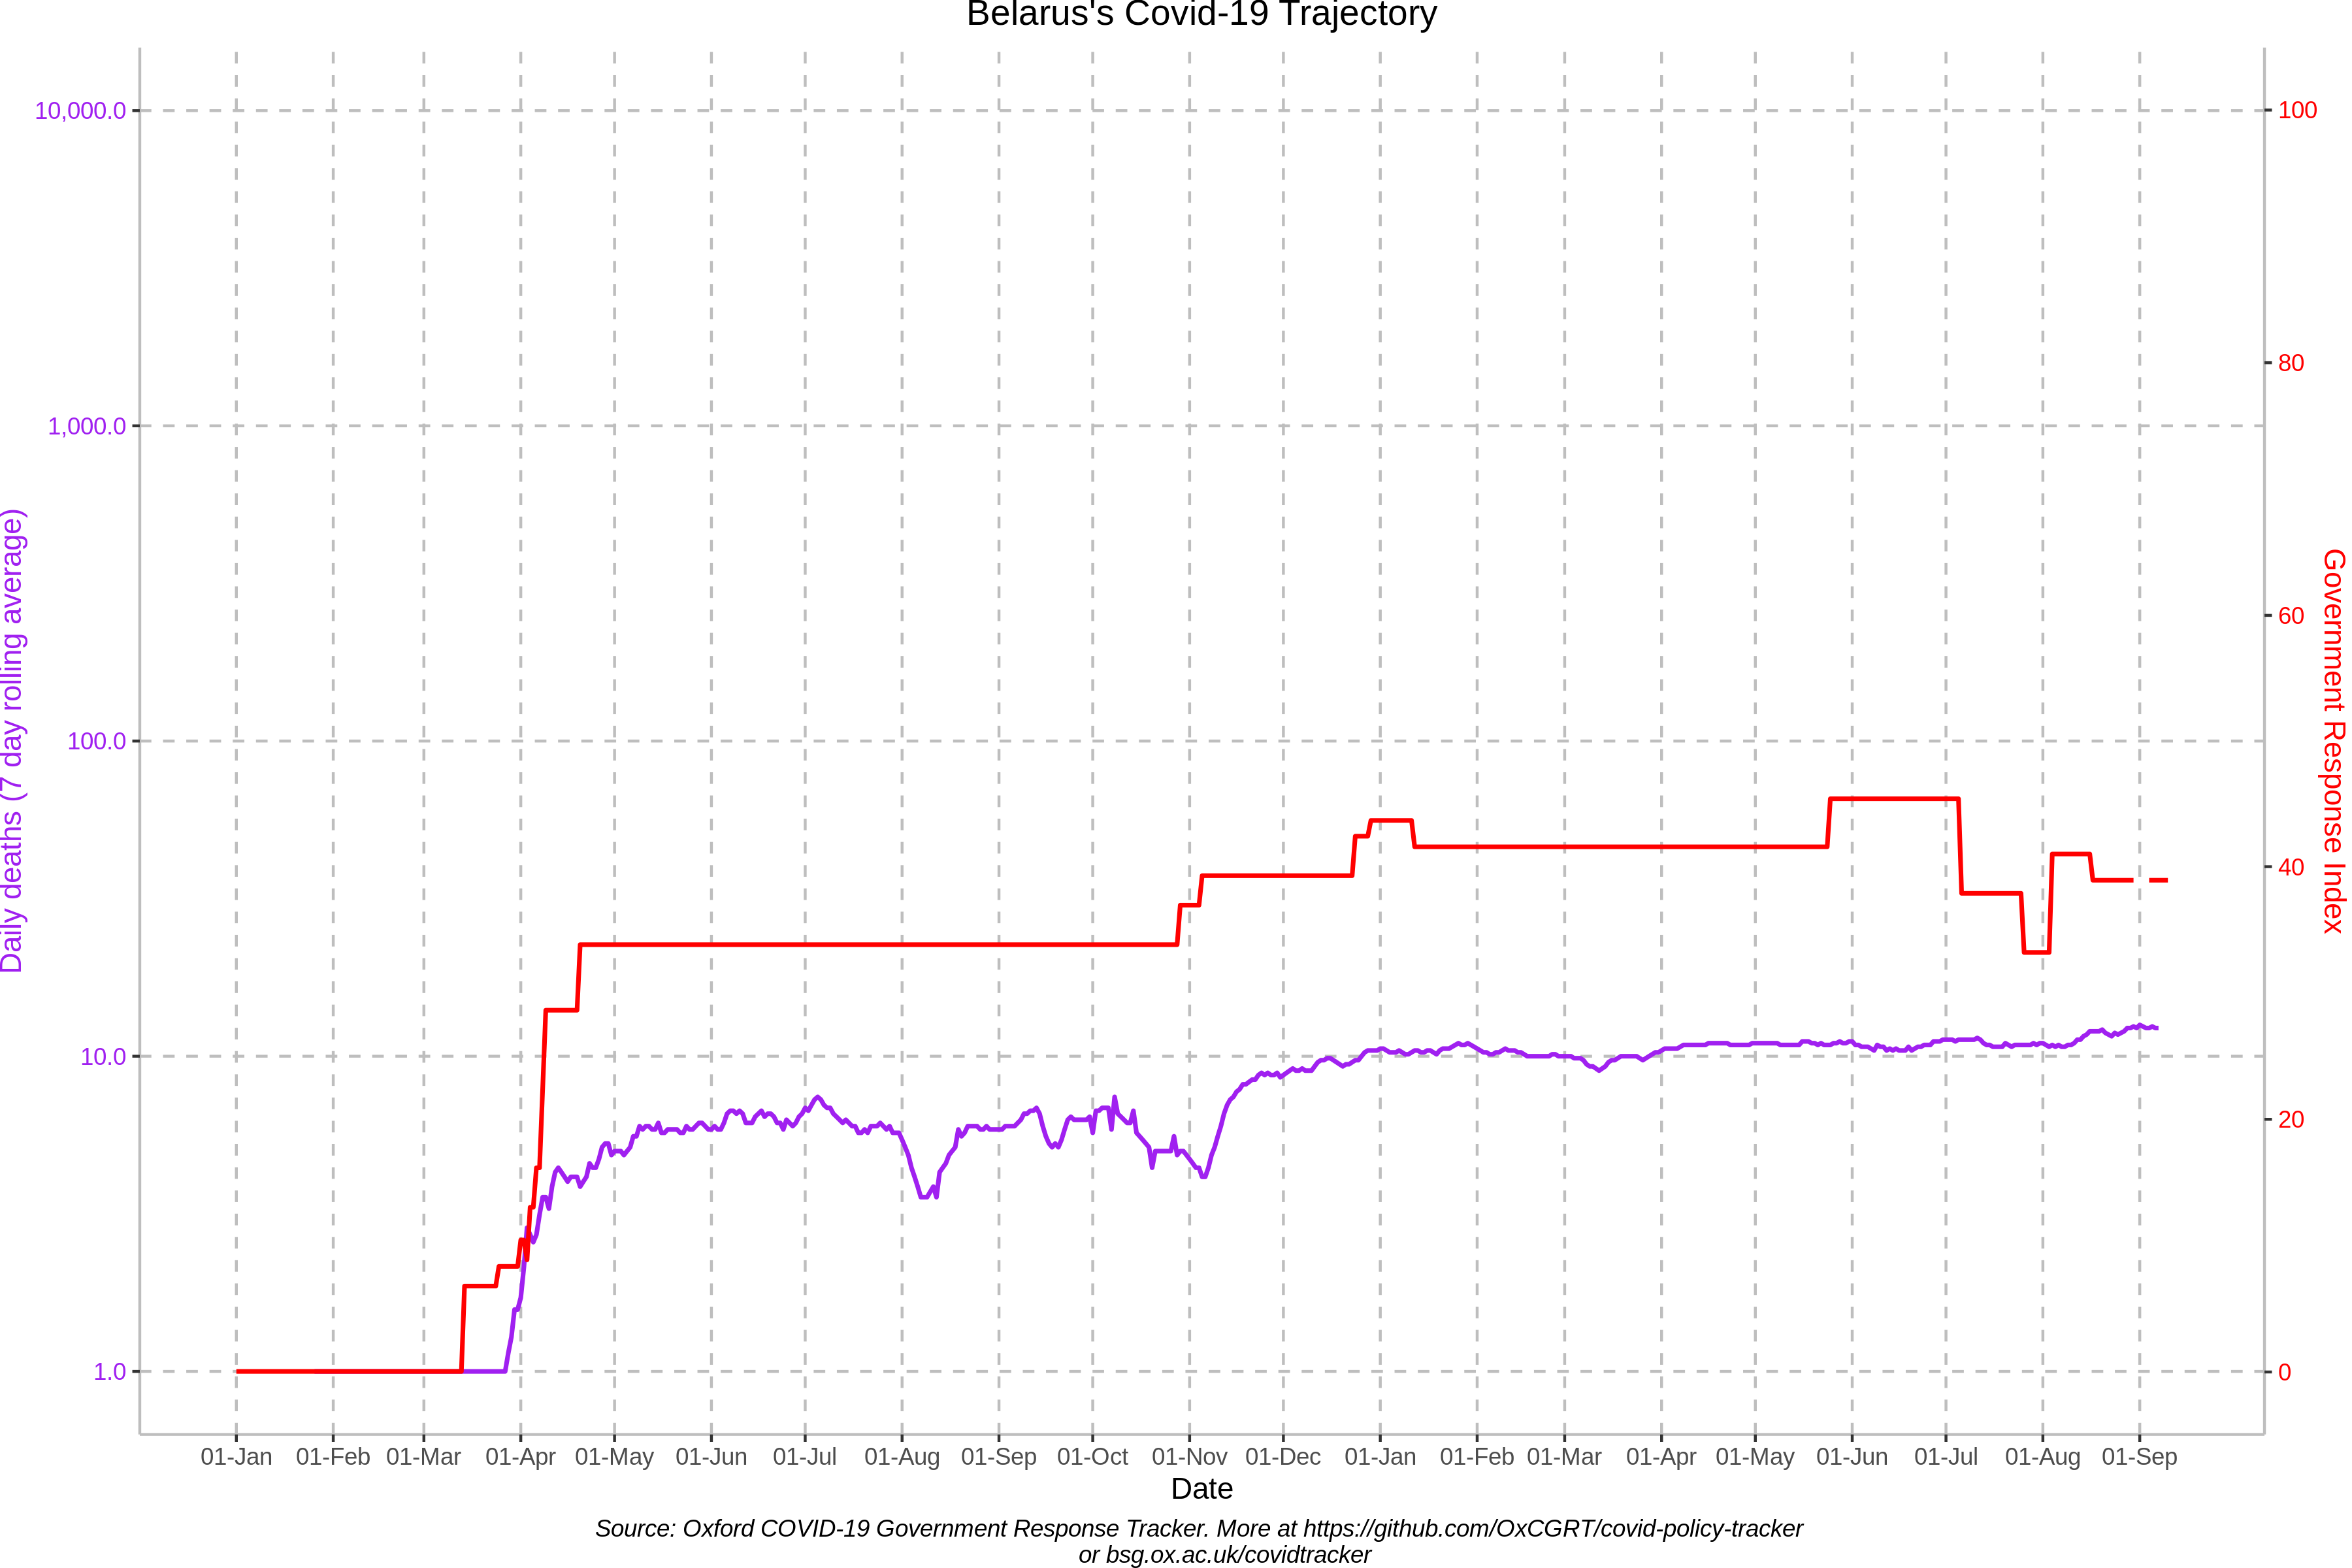 Belarus's Covid-19 Trajectory
10,000.0
1,000.0
100.0
10.0
1.0
Daily deaths (7 day rolling average)
100
80
60
40
20
0
Government Response Index
01-Jan 01-Feb 01-Mar 01-Apr 01-May 01-Jun 01-Jul 01-Aug 01-Sep 01-Oct 01-Nov 01-Dec 01-Jan 01-Feb 01-Mar 01-Apr 01-May 01-Jun 01-Jul 01-Aug 01-Sep
Date
Source: Oxford COVID-19 Government Response Tracker. More at https://github.com/OxCGRT/covid-policy-tracker
or bsg.ox.ac.uk/covidtracker